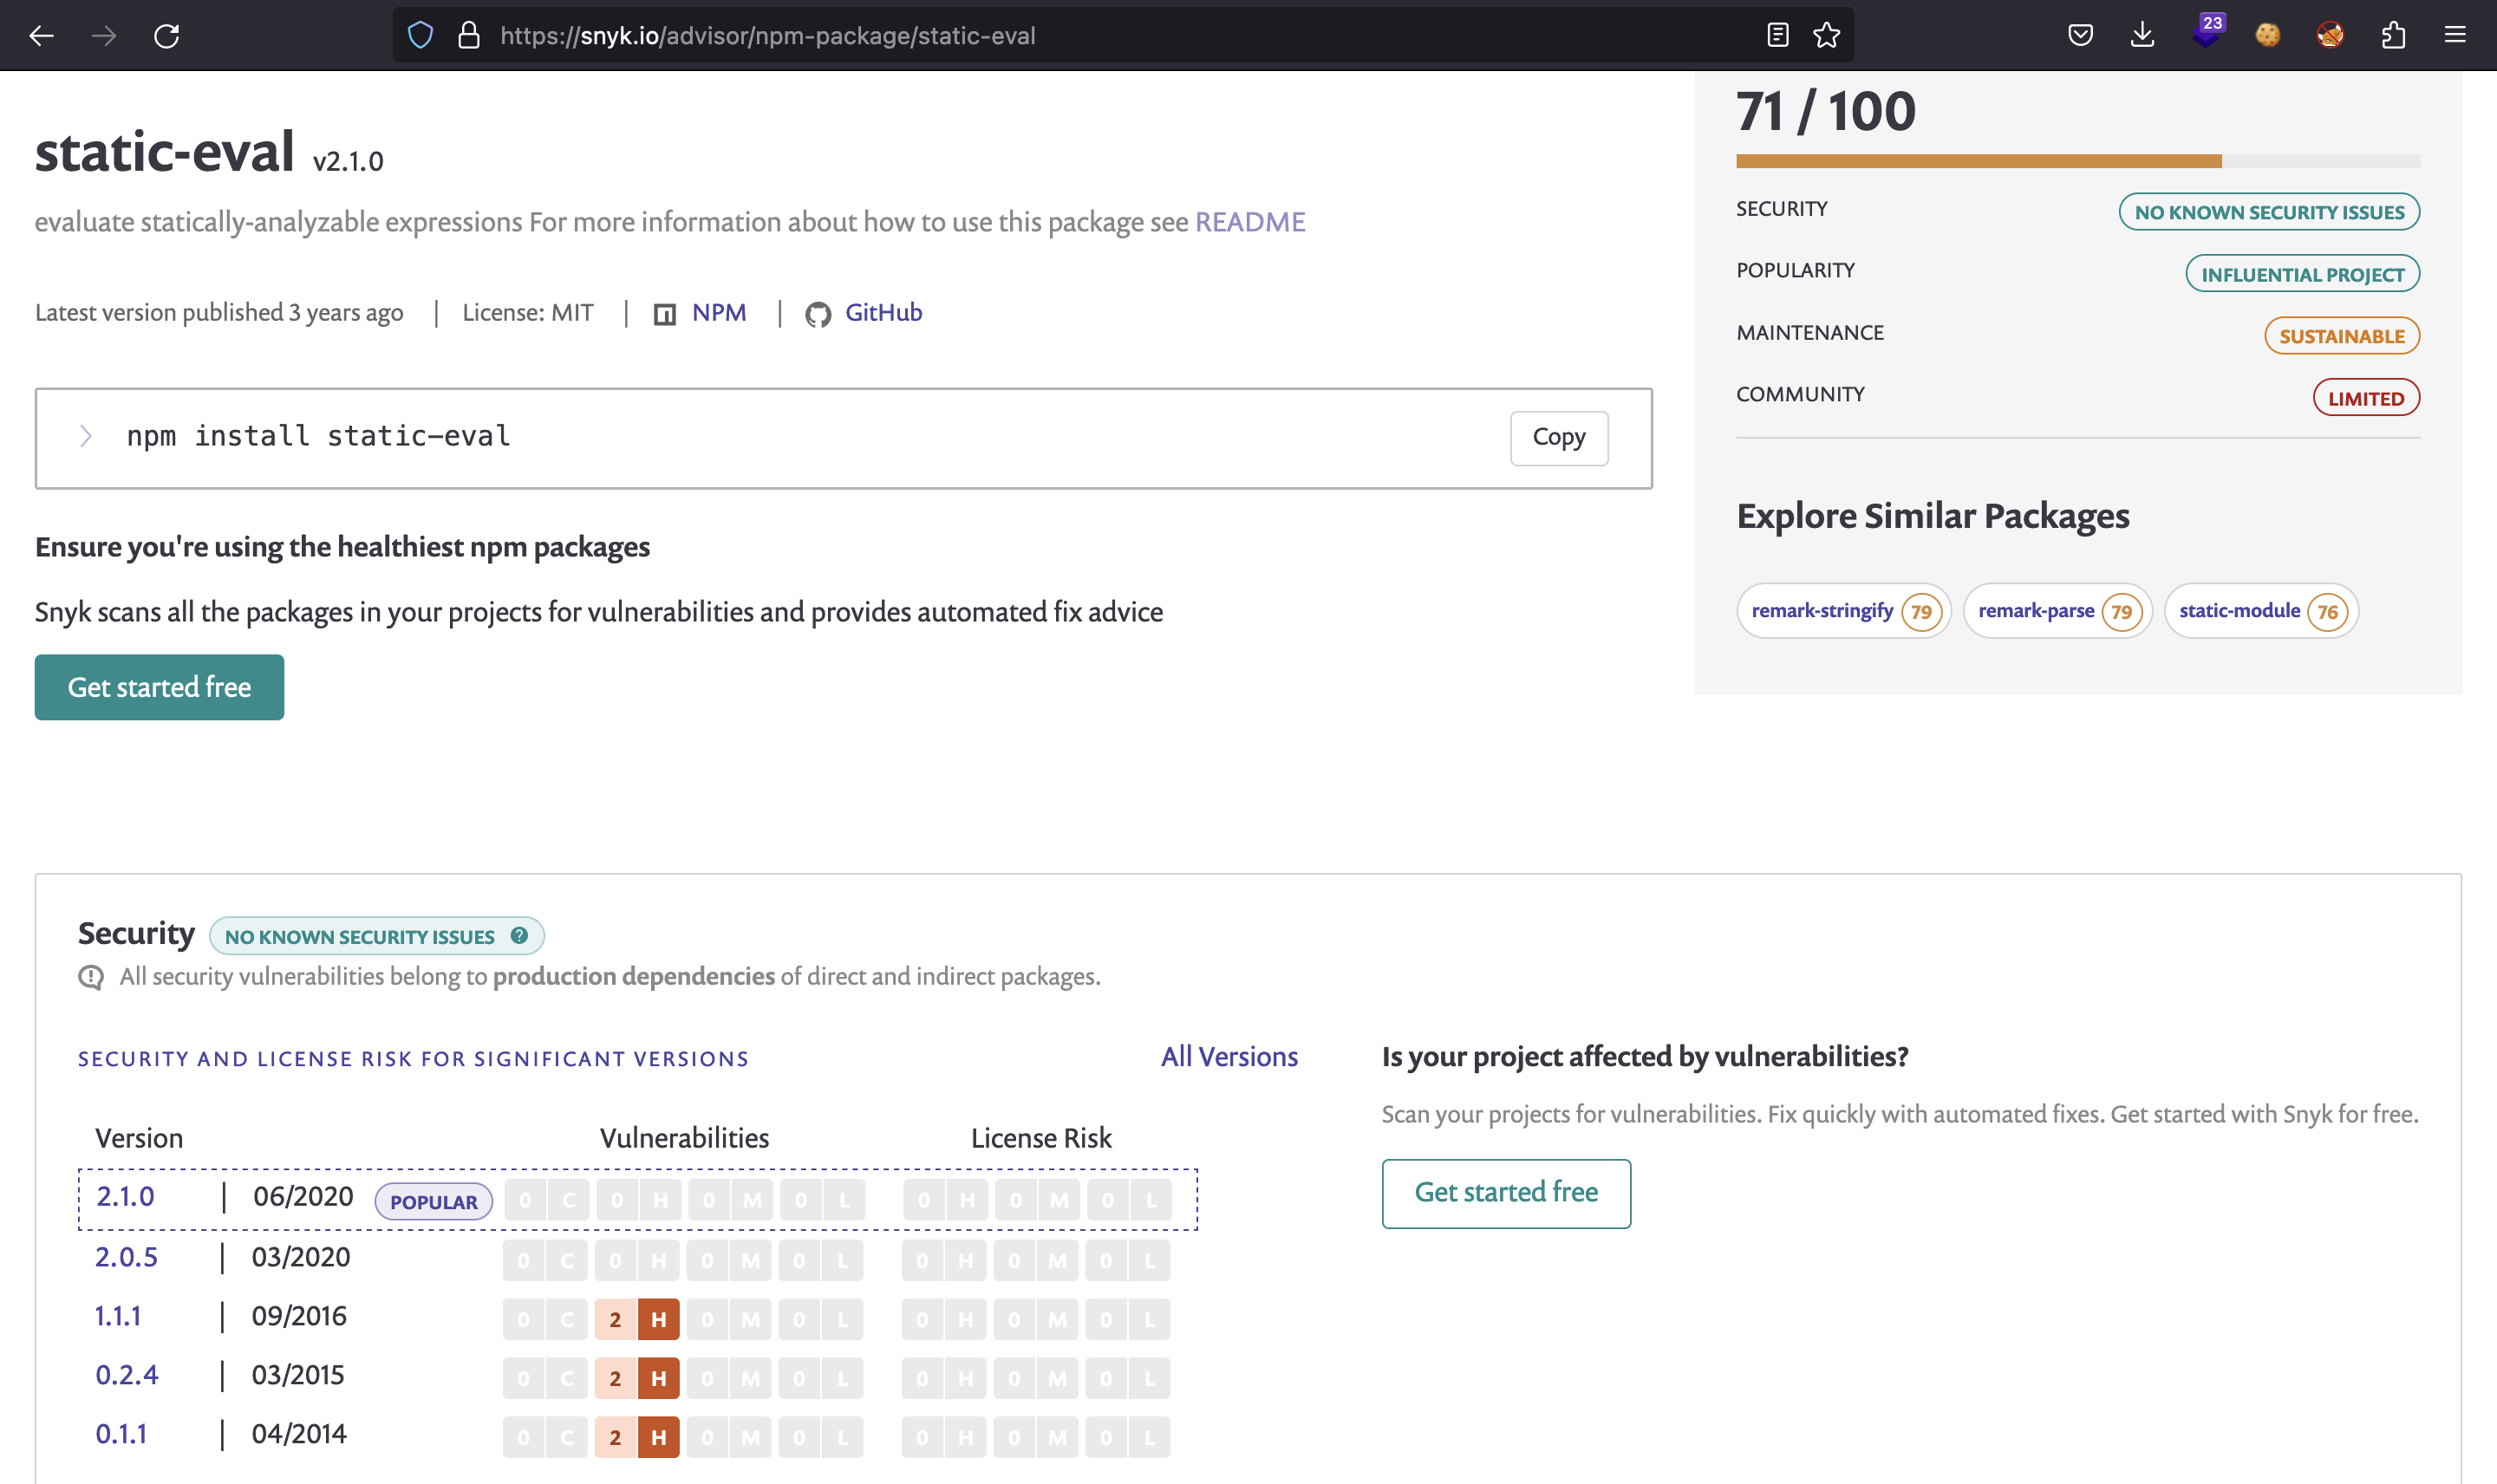 https://snyk.io/advisor/npm-package/static-eval
23
static-eval v2.1.0
evaluate statically-analyzable expressions For more information about how to use this package see README
Latest version published 3 years ago | License: MIT | NPM | GitHub
npm install static-eval
Copy
Ensure you're using the healthiest npm packages
Snyk scans all the packages in your projects for vulnerabilities and provides automated fix advice
Get started free
71 / 100
SECURITY NO KNOWN SECURITY ISSUES
POPULARITY INFLUENTIAL PROJECT
MAINTENANCE SUSTAINABLE
COMMUNITY LIMITED
Explore Similar Packages
remark-stringify 79 remark-parse 79 static-module 76
Security NO KNOWN SECURITY ISSUES ?
All security vulnerabilities belong to production dependencies of direct and indirect packages.
SECURITY AND LICENSE RISK FOR SIGNIFICANT VERSIONS All Versions
Version Vulnerabilities License Risk
2.1.0 | 06/2020 POPULAR 0 C 0 H 0 M 0 L 0 H 0 M 0 L
2.0.5 | 03/2020 0 C 0 H 0 M 0 L 0 H 0 M 0 L
1.1.1 | 09/2016 0 C 2 H 0 M 0 L 0 H 0 M 0 L
0.2.4 | 03/2015 0 C 2 H 0 M 0 L 0 H 0 M 0 L
0.1.1 | 04/2014 0 C 2 H 0 M 0 L 0 H 0 M 0 L
Is your project affected by vulnerabilities?
Scan your projects for vulnerabilities. Fix quickly with automated fixes. Get started with Snyk for free.
Get started free